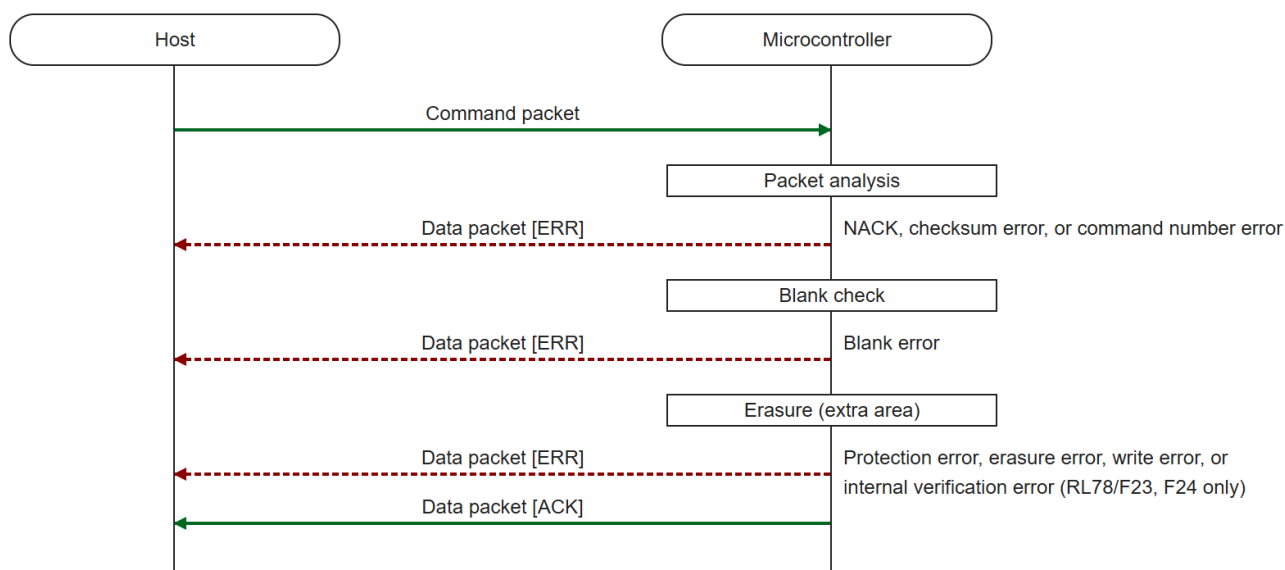 Host
Microcontroller
Command packet
Packet analysis
Data packet [ERR]
NACK, checksum error, or command number error
Blank check
Data packet [ERR]
Blank error
Erasure (extra area)
Data packet [ERR]
Protection error, erasure error, write error, or
internal verification error (RL78/F23, F24 only)
Data packet [ACK]